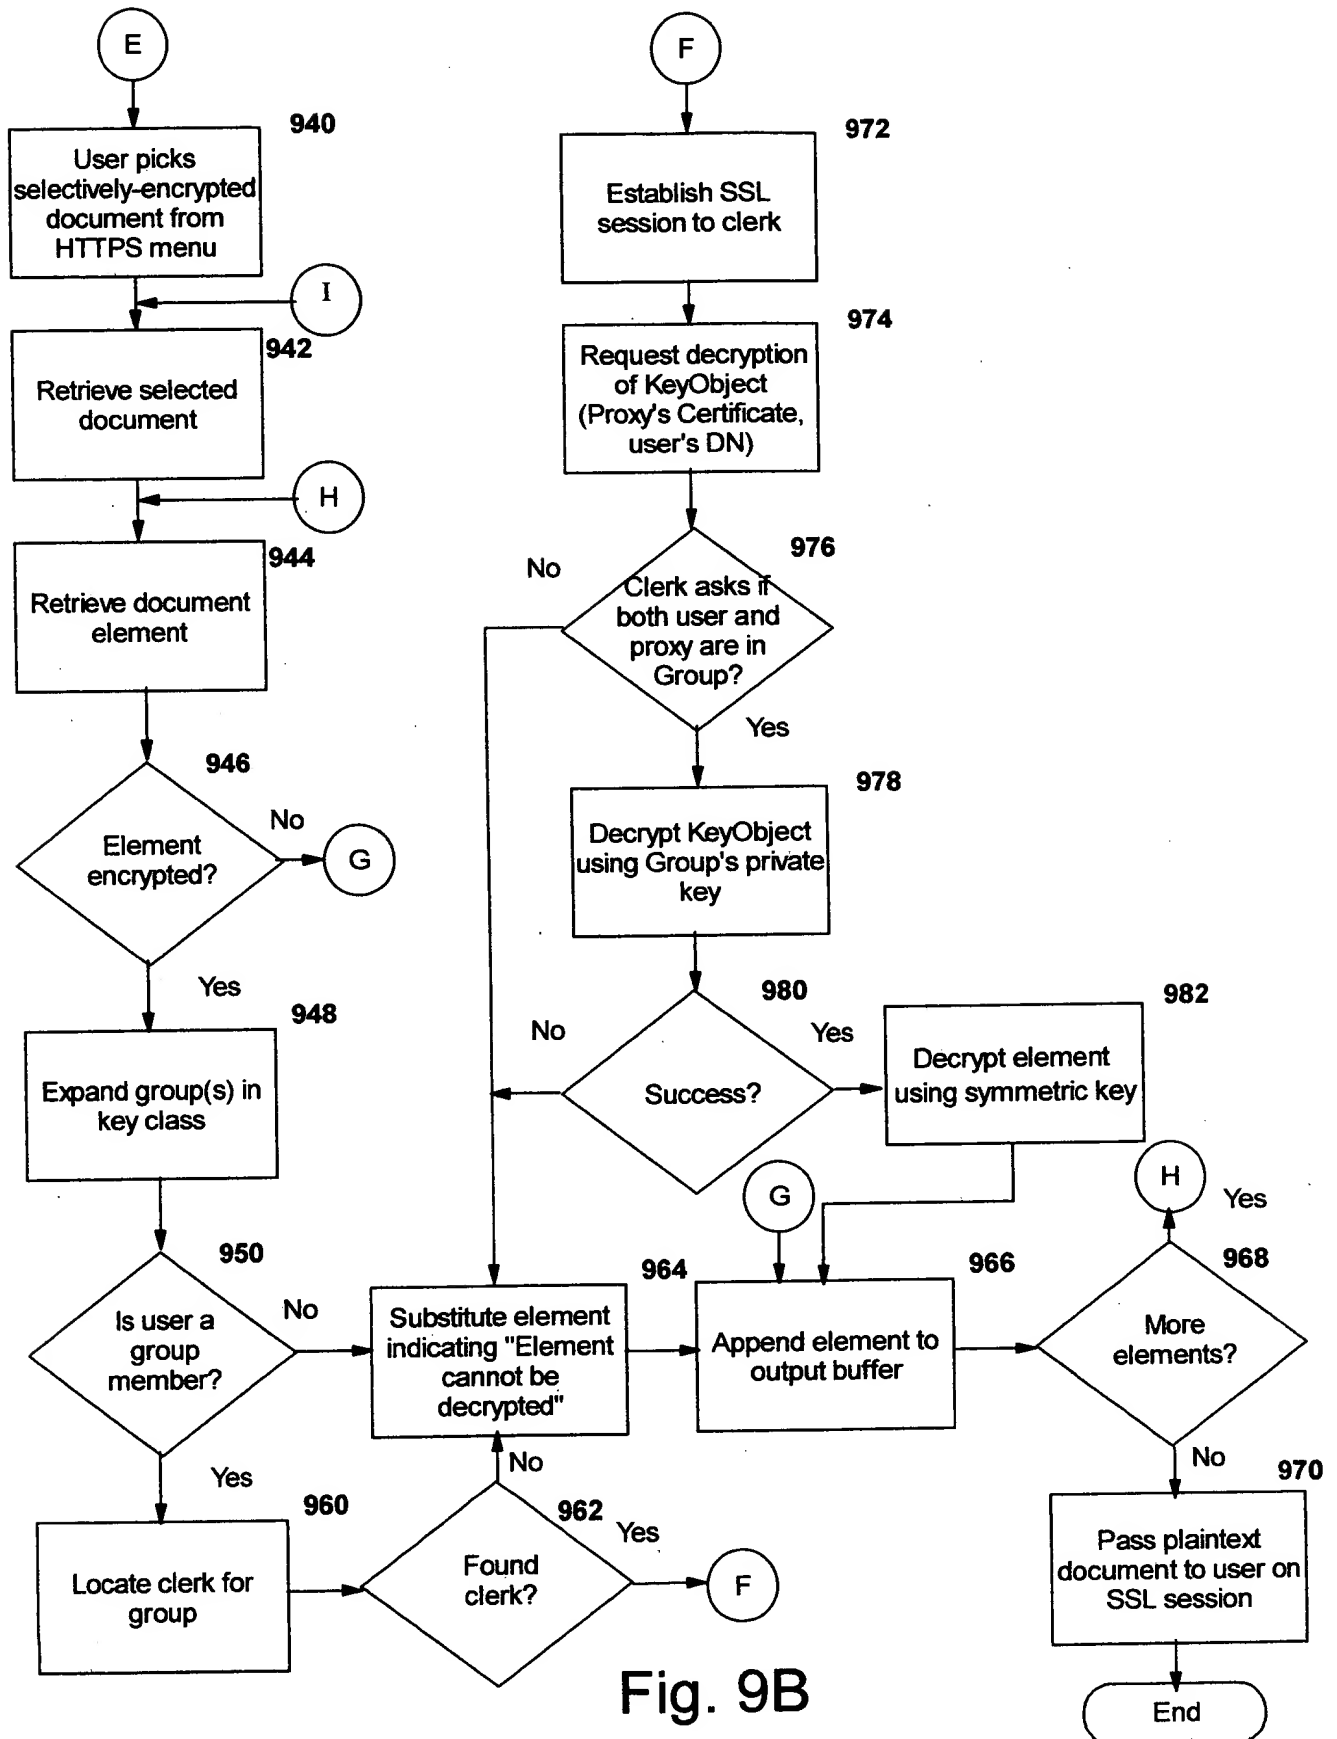 E
940
User picks
selectively-encrypted
document from
HTTPS menu
I
942
Retrieve selected
document
H
944
Retrieve document
element
946
Element
encrypted?
No
G
Yes
948
Expand group(s) in
key class
950
Is user a
group
member?
No
Yes
960
Locate clerk for
group
962
Found
clerk?
No
Yes
F
F
972
Establish SSL
session to clerk
974
Request decryption
of KeyObject
(Proxy's Certificate,
user's DN)
976
Clerk asks if
both user and
proxy are in
Group?
No
Yes
978
Decrypt KeyObject
using Group's private
key
980
Success?
No
Yes
982
Decrypt element
using symmetric key
964
Substitute element
indicating "Element
cannot be
decrypted"
G
966
Append element to
output buffer
H
Yes
968
More
elements?
No
970
Pass plaintext
document to user on
SSL session
End
Fig. 9B